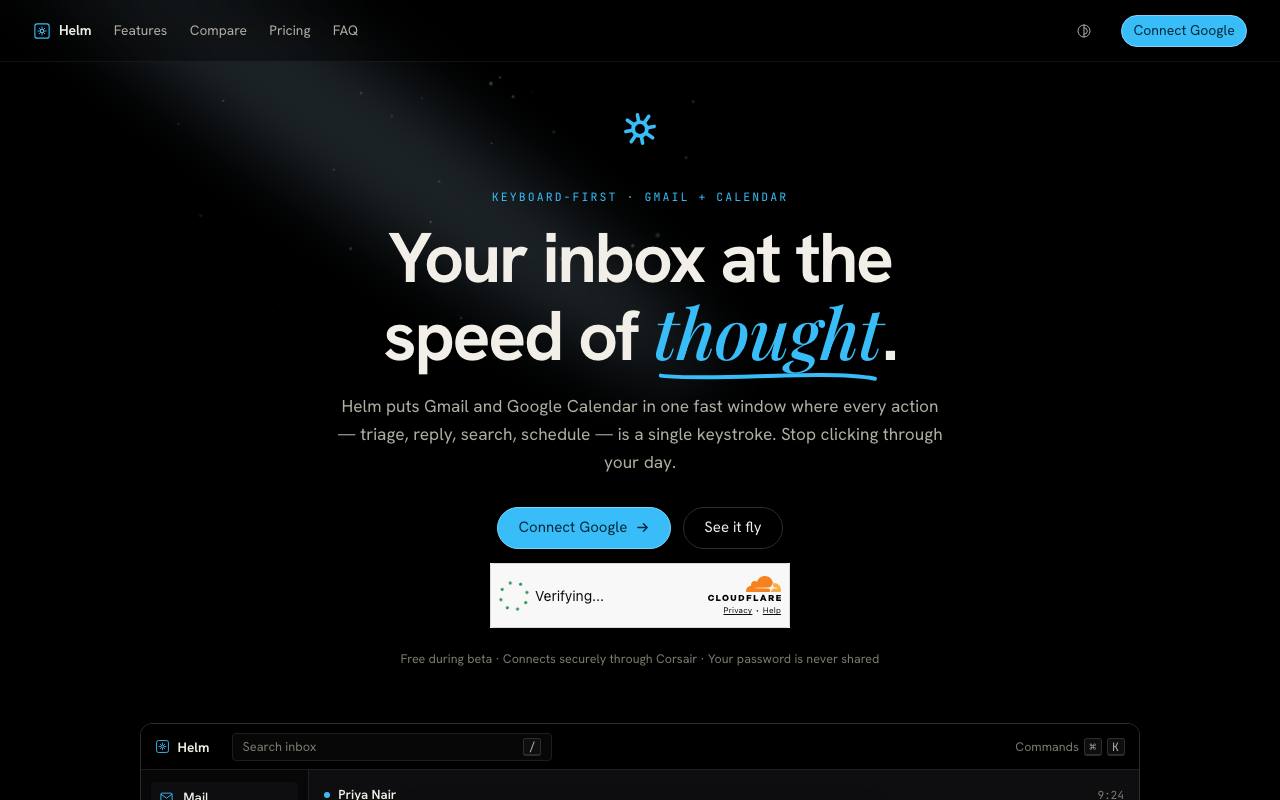 Helm Features Compare Pricing FAQ Connect Google
KEYBOARD-FIRST · GMAIL + CALENDAR
Your inbox at the
speed of thought.
Helm puts Gmail and Google Calendar in one fast window where every action
— triage, reply, search, schedule — is a single keystroke. Stop clicking through
your day.
Connect Google → See it fly
Verifying...
CLOUDFLARE
Privacy · Help
Free during beta · Connects securely through Corsair · Your password is never shared
Helm Search inbox / Commands ⌘ K
Mail Priya Nair 9:24